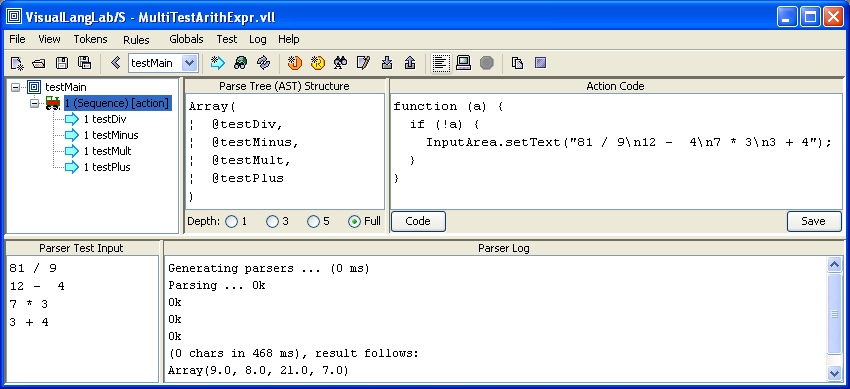 VisualLangLab/S - MultiTestArithExpr.vll
File View Tokens Rules Globals Test Log Help
testMain
testMain
1 (Sequence) [action]
1 testDiv
1 testMinus
1 testMult
1 testPlus
Parse Tree (AST) Structure
Array(
¦ @testDiv,
¦ @testMinus,
¦ @testMult,
¦ @testPlus
)
Depth: 1 3 5 Full
Action Code
function (a) {
if (!a) {
InputArea.setText("81 / 9\n12 -  4\n7 * 3\n3 + 4");
}
}
Code Save
Parser Test Input
81 / 9
12 -  4
7 * 3
3 + 4
Parser Log
Generating parsers ... (0 ms)
Parsing ... Ok
Ok
Ok
Ok
(0 chars in 468 ms), result follows:
Array(9.0, 8.0, 21.0, 7.0)